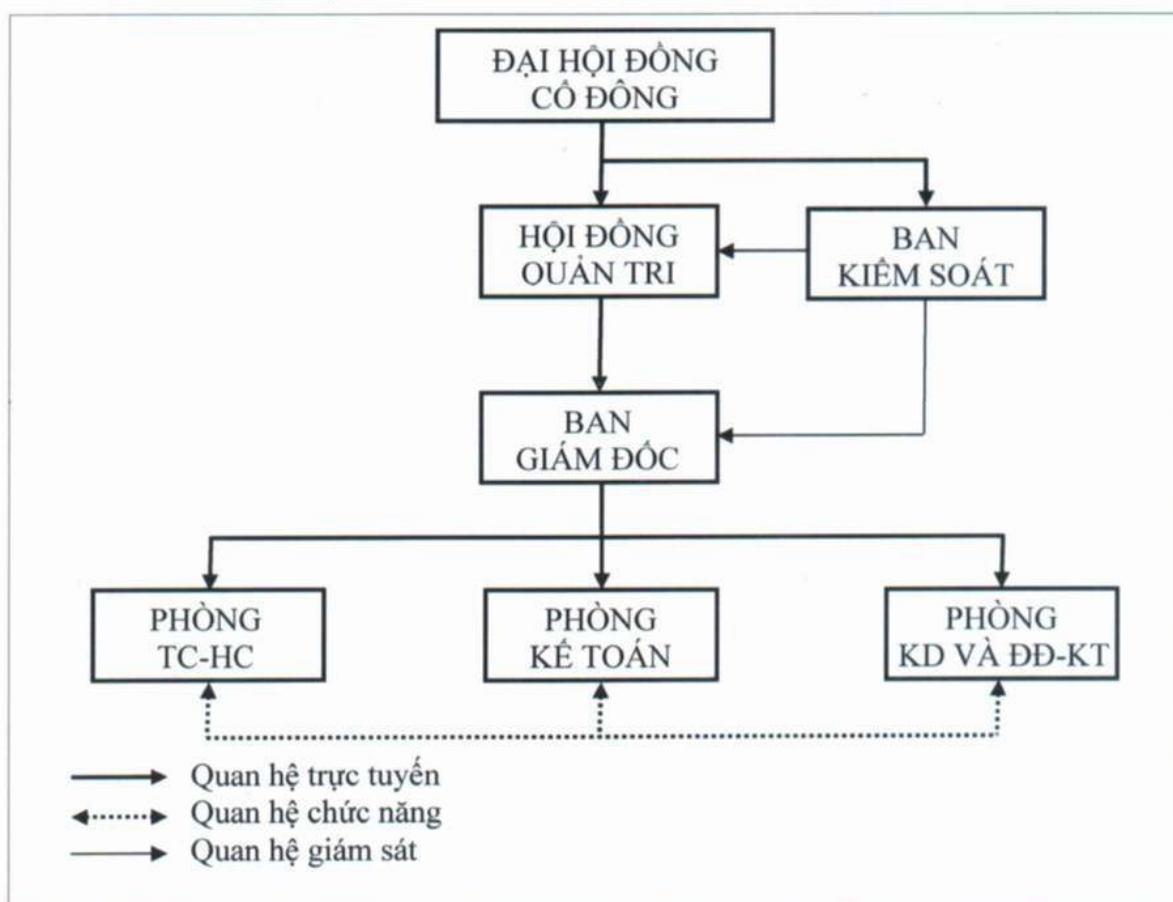 ĐẠI HỘI ĐỒNG
CỔ ĐÔNG
HỘI ĐỒNG
QUẢN TRỊ
BAN
KIỂM SOÁT
BAN
GIÁM ĐỐC
PHÒNG
TC-HC
PHÒNG
KẾ TOÁN
PHÒNG
KD VÀ ĐĐ-KT
Quan hệ trực tuyến
Quan hệ chức năng
Quan hệ giám sát